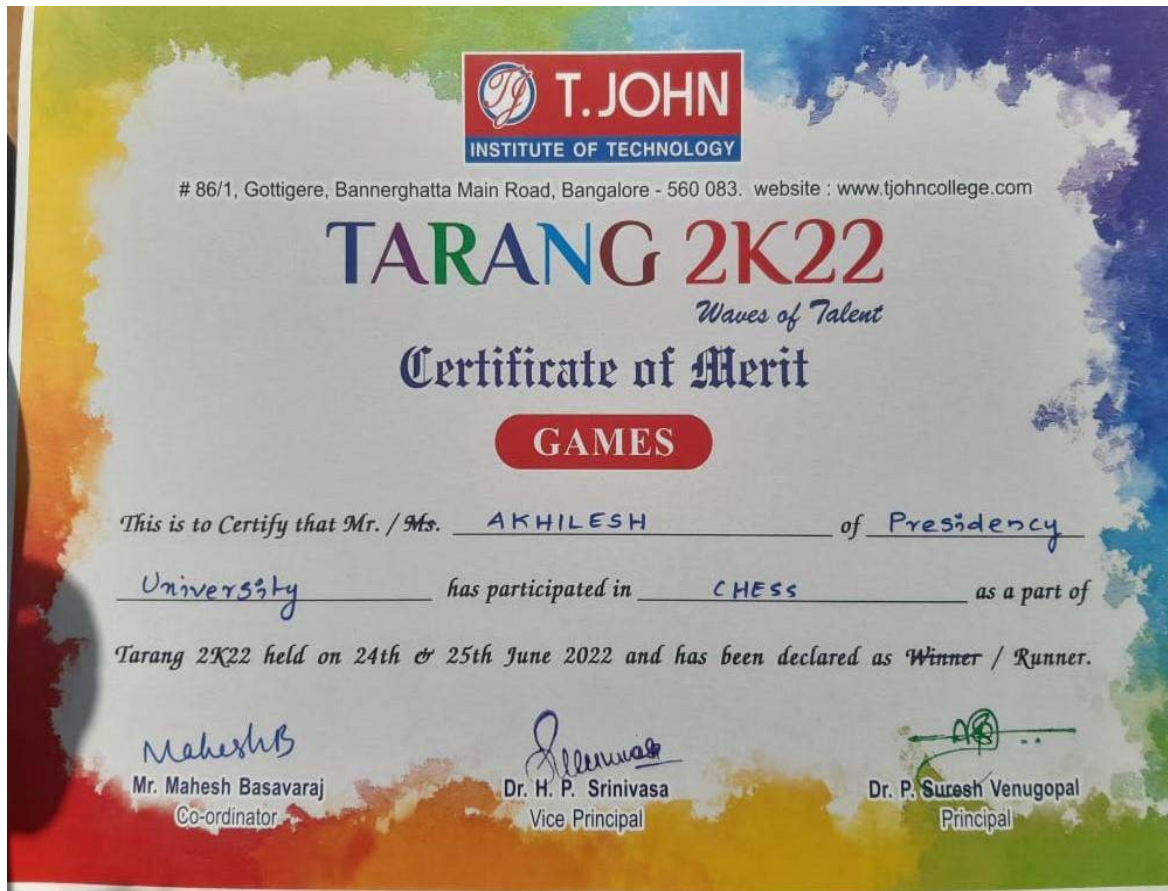 T. JOHN
INSTITUTE OF TECHNOLOGY
# 86/1, Gottigere, Bannerghatta Main Road, Bangalore - 560 083. website : www.tjohncollege.com
TARANG 2K22
Waves of Talent
Certificate of Merit
GAMES
This is to Certify that Mr. / Ms. AKHILESH of Presidency
University has participated in CHESS as a part of
Tarang 2K22 held on 24th & 25th June 2022 and has been declared as Winner / Runner.
MaheshB
Mr. Mahesh Basavaraj Dr. H. P. Srinivasa Dr. P. Suresh Venugopal
Co-ordinator Vice Principal Principal